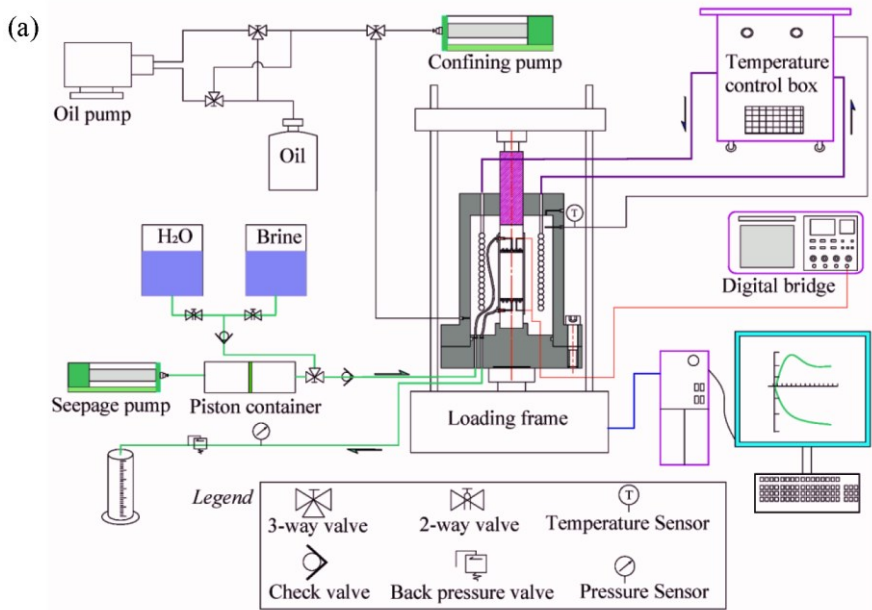 (a)
Oil pump
Oil
Confining pump
Temperature
control box
T
H₂O
Brine
Digital bridge
Seepage pump
Piston container
Loading frame
Legend
3-way valve
2-way valve
T
Temperature Sensor
Check valve
Back pressure valve
Pressure Sensor